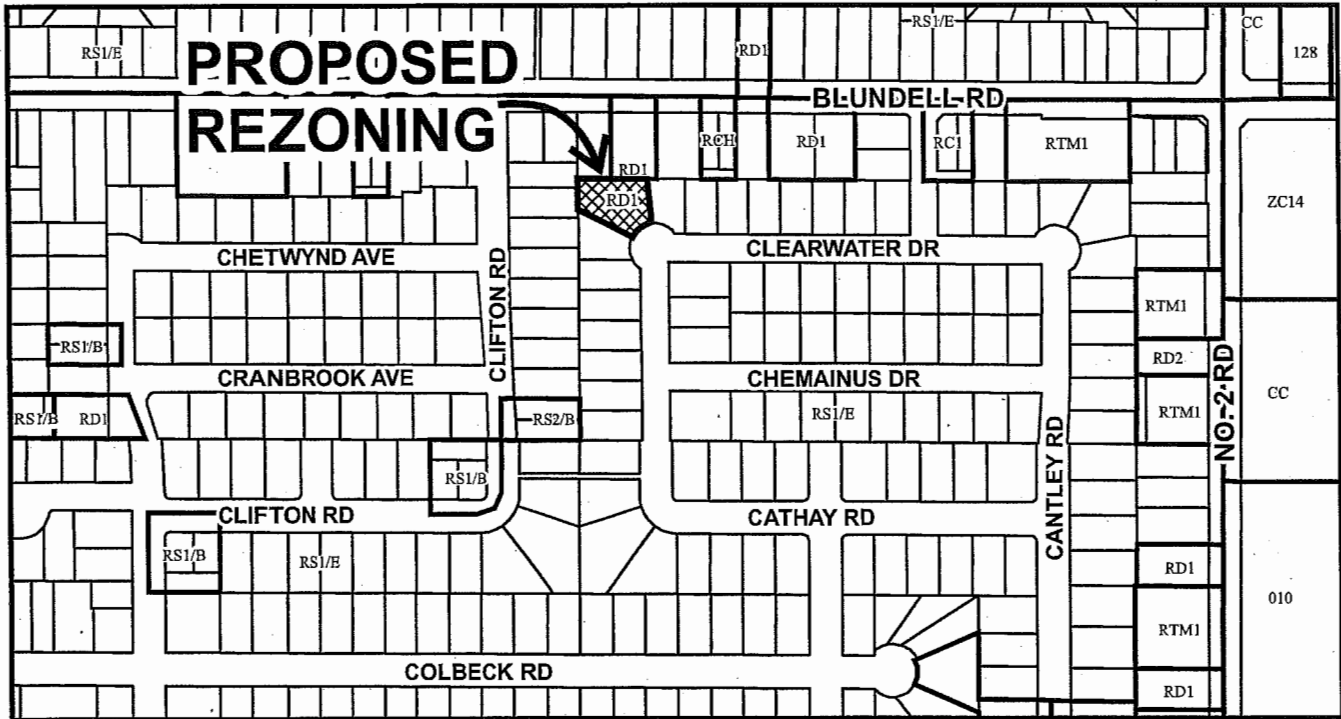 RS1/E
PROPOSED
REZONING
RD1
RS1/E
CC
128
BLUNDELL RD
RD1
RCH
RD1
RC1
RTM1
RD1
ZC14
CHETWYND AVE
CLIFTON RD
CLEARWATER DR
RTM1
RS1/B
RD2
NO. 2 RD
CRANBROOK AVE
CHEMAINUS DR
CC
RS1/B
RD1
RS2/B
RS1/E
RTM1
RS1/B
CANTLEY RD
CLIFTON RD
CATHAY RD
RS1/B
RS1/E
RD1
010
RTM1
COLBECK RD
RD1